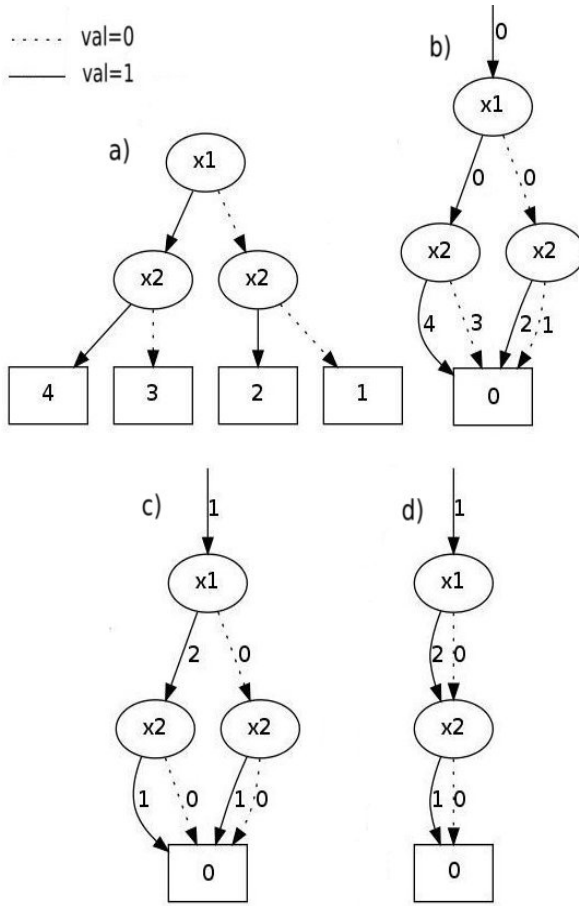 val=0
val=1
a)
x1
x2 x2
4 3 2 1
b)
0
x1
0 0
x2 x2
4 3 2 1
0
c)
1
x1
2 0
x2 x2
1 0 1 0
0
d)
1
x1
2 0
x2
1 0
0